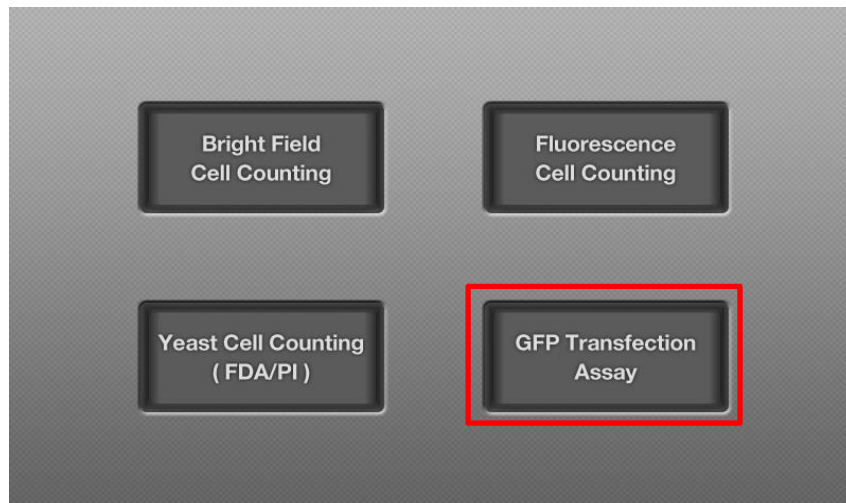 Bright Field
Cell Counting
Fluorescence
Cell Counting
Yeast Cell Counting
( FDA/PI )
GFP Transfection
Assay